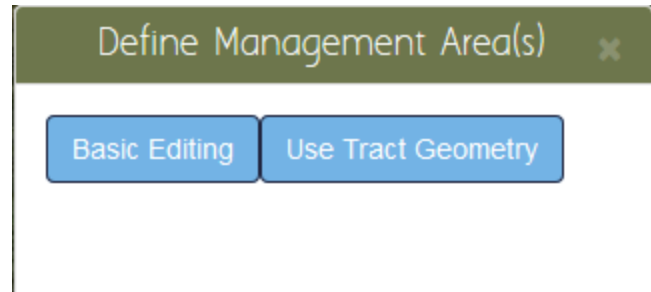 Define Management Area(s)
Basic Editing Use Tract Geometry